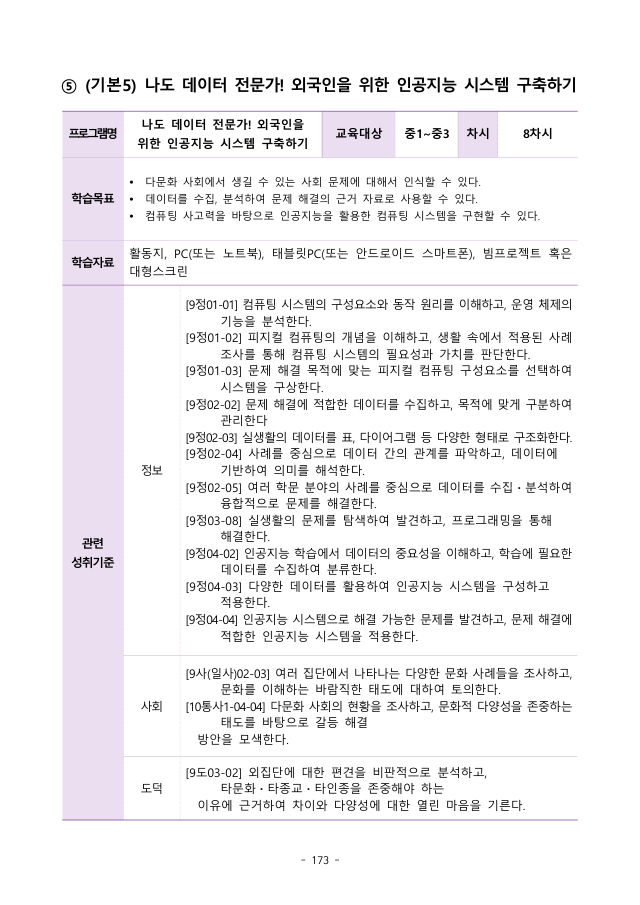 ⑤ (기본5) 나도 데이터 전문가! 외국인을 위한 인공지능 시스템 구축하기
프로그램명
나도 데이터 전문가! 외국인을
위한 인공지능 시스템 구축하기
교육대상
중1~중3
차시
8차시
학습목표
• 다문화 사회에서 생길 수 있는 사회 문제에 대해서 인식할 수 있다.
• 데이터를 수집, 분석하여 문제 해결의 근거 자료로 사용할 수 있다.
• 컴퓨팅 사고력을 바탕으로 인공지능을 활용한 컴퓨팅 시스템을 구현할 수 있다.
학습자료
활동지, PC(또는 노트북), 태블릿PC(또는 안드로이드 스마트폰), 빔프로젝트 혹은
대형스크린
관련
성취기준
정보
[9정01-01] 컴퓨팅 시스템의 구성요소와 동작 원리를 이해하고, 운영 체제의
기능을 분석한다.
[9정01-02] 피지컬 컴퓨팅의 개념을 이해하고, 생활 속에서 적용된 사례
조사를 통해 컴퓨팅 시스템의 필요성과 가치를 판단한다.
[9정01-03] 문제 해결 목적에 맞는 피지컬 컴퓨팅 구성요소를 선택하여
시스템을 구상한다.
[9정02-02] 문제 해결에 적합한 데이터를 수집하고, 목적에 맞게 구분하여
관리한다
[9정02-03] 실생활의 데이터를 표, 다이어그램 등 다양한 형태로 구조화한다.
[9정02-04] 사례를 중심으로 데이터 간의 관계를 파악하고, 데이터에
기반하여 의미를 해석한다.
[9정02-05] 여러 학문 분야의 사례를 중심으로 데이터를 수집・분석하여
융합적으로 문제를 해결한다.
[9정03-08] 실생활의 문제를 탐색하여 발견하고, 프로그래밍을 통해
해결한다.
[9정04-02] 인공지능 학습에서 데이터의 중요성을 이해하고, 학습에 필요한
데이터를 수집하여 분류한다.
[9정04-03] 다양한 데이터를 활용하여 인공지능 시스템을 구성하고
적용한다.
[9정04-04] 인공지능 시스템으로 해결 가능한 문제를 발견하고, 문제 해결에
적합한 인공지능 시스템을 적용한다.
사회
[9사(일사)02-03] 여러 집단에서 나타나는 다양한 문화 사례들을 조사하고,
문화를 이해하는 바람직한 태도에 대하여 토의한다.
[10통사1-04-04] 다문화 사회의 현황을 조사하고, 문화적 다양성을 존중하는
태도를 바탕으로 갈등 해결
방안을 모색한다.
도덕
[9도03-02] 외집단에 대한 편견을 비판적으로 분석하고,
타문화・타종교・타인종을 존중해야 하는
이유에 근거하여 차이와 다양성에 대한 열린 마음을 기른다.
- 173 -